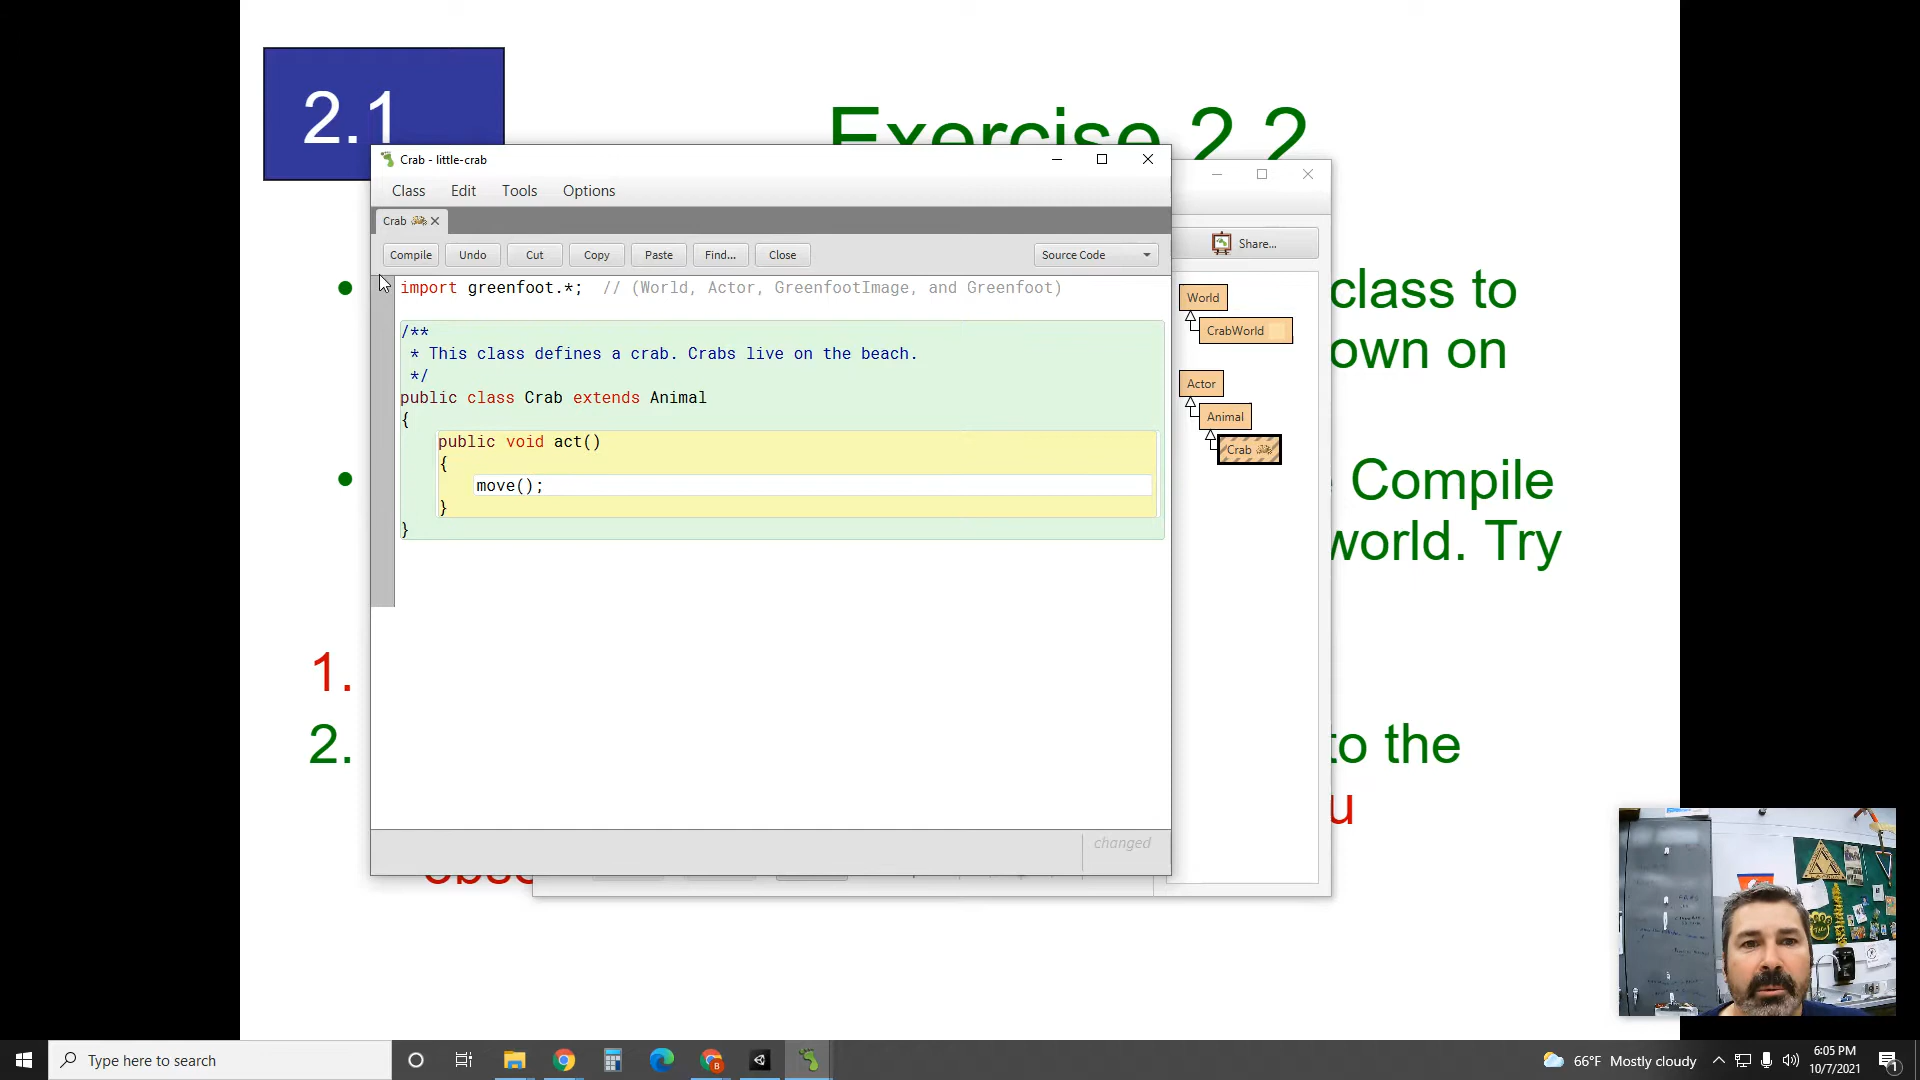 2.1
Exercise 2.2
Crab - little-crab
Class Edit Tools Options
Crab
Compile Undo Cut Copy Paste Find... Close Source Code
Share...
import greenfoot.*; // (World, Actor, GreenfootImage, and Greenfoot)
/**
* This class defines a crab. Crabs live on the beach.
*/
public class Crab extends Animal
{
public void act()
{
move();
}
}
changed
World
CrabWorld
Actor
Animal
Crab
class to
own on
Compile
world. Try
1.
2.
to the
u
obse
Type here to search
66°F Mostly cloudy
6:05 PM
10/7/2021
1